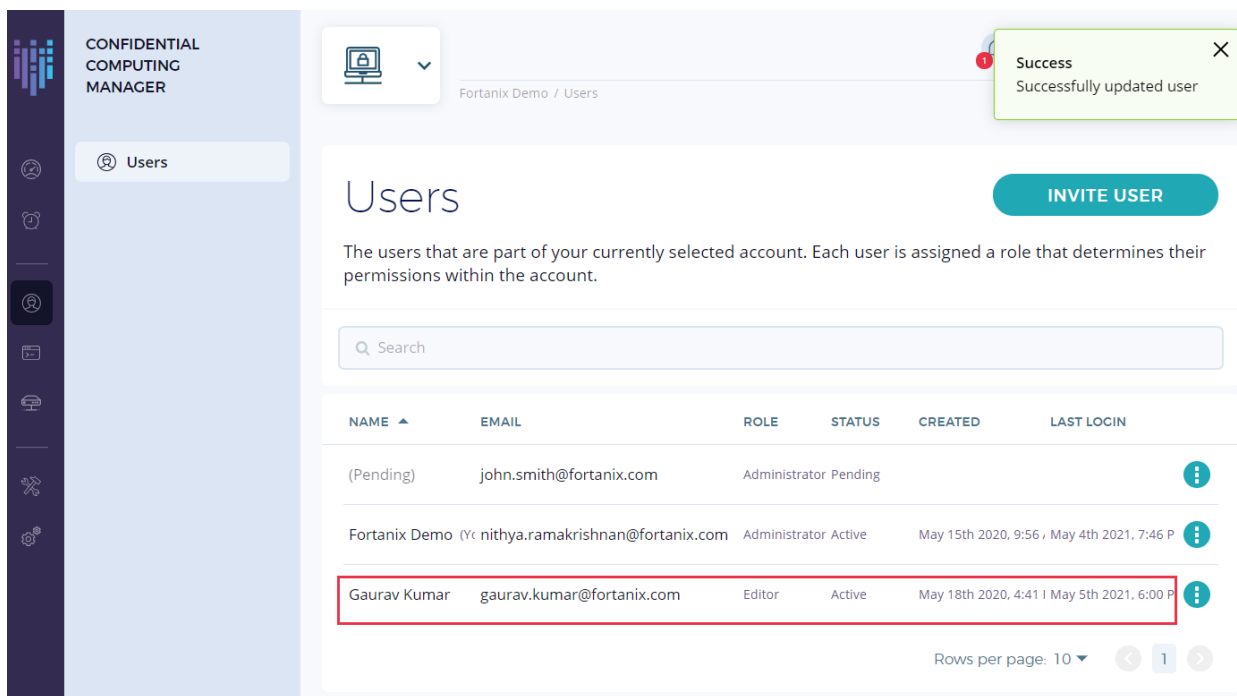 CONFIDENTIAL
COMPUTING
MANAGER
Users
Fortanix Demo / Users
1
Success
Successfully updated user
Users
INVITE USER
The users that are part of your currently selected account. Each user is assigned a role that determines their
permissions within the account.
Search
NAME EMAIL ROLE STATUS CREATED LAST LOGIN
(Pending) john.smith@fortanix.com Administrator Pending
Fortanix Demo (Yo nithya.ramakrishnan@fortanix.com Administrator Active May 15th 2020, 9:56 May 4th 2021, 7:46 P
Gaurav Kumar gaurav.kumar@fortanix.com Editor Active May 18th 2020, 4:41 May 5th 2021, 6:00 P
Rows per page: 10 1